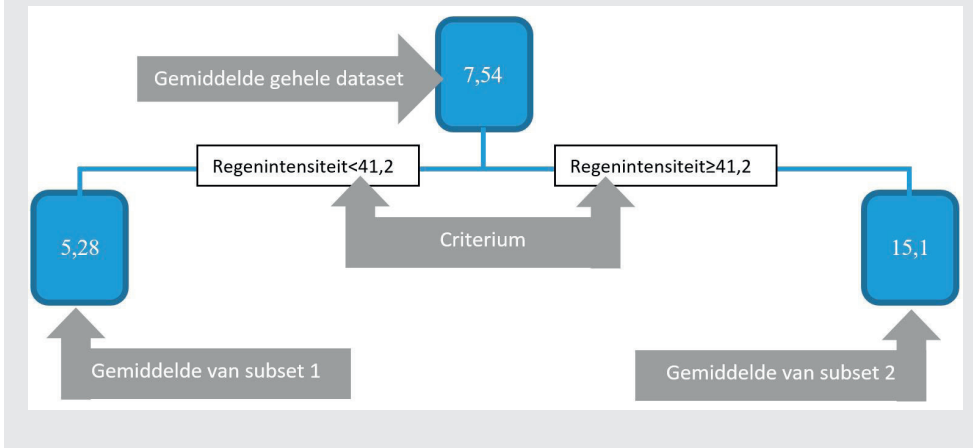 7,54
Gemiddelde gehele dataset
Regenintensiteit<41,2
Regenintensiteit≥41,2
5,28
Criterium
15,1
Gemiddelde van subset 1
Gemiddelde van subset 2